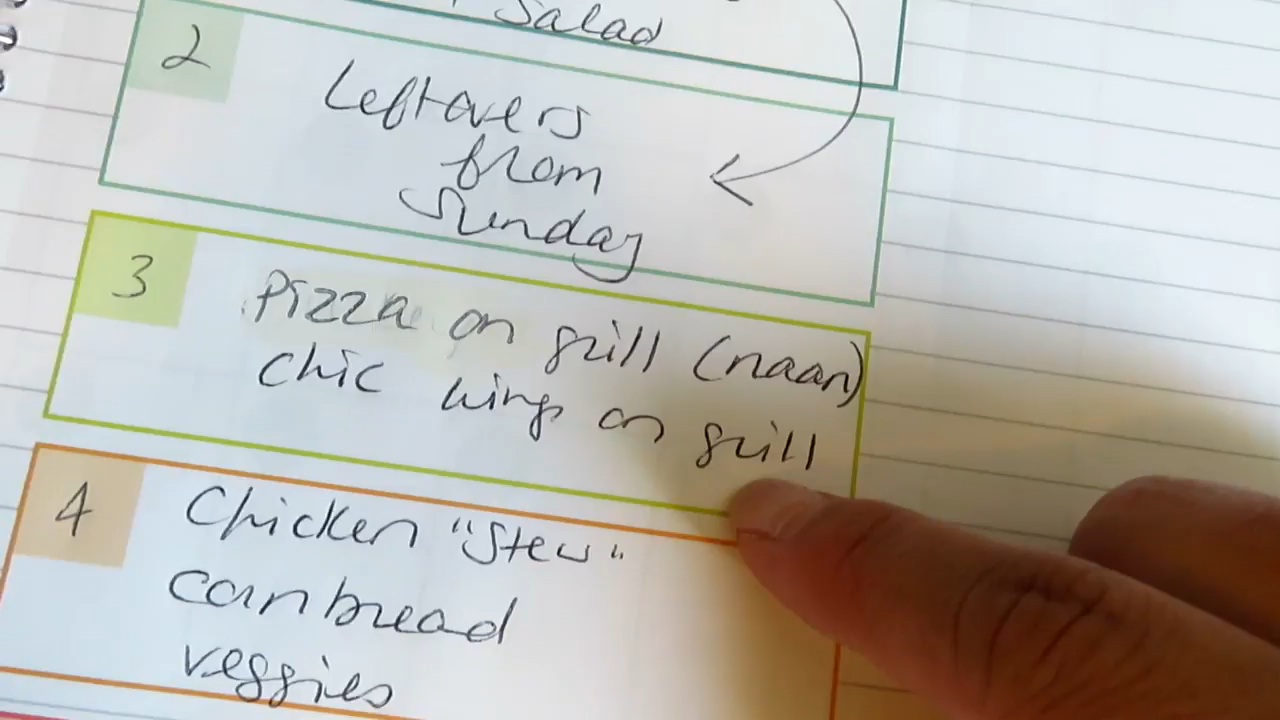 Salad
2
Leftovers
from
Sunday
3
Pizza on grill (naan)
chic wings on grill
4
Chicken "Stew"
cornbread
veggies